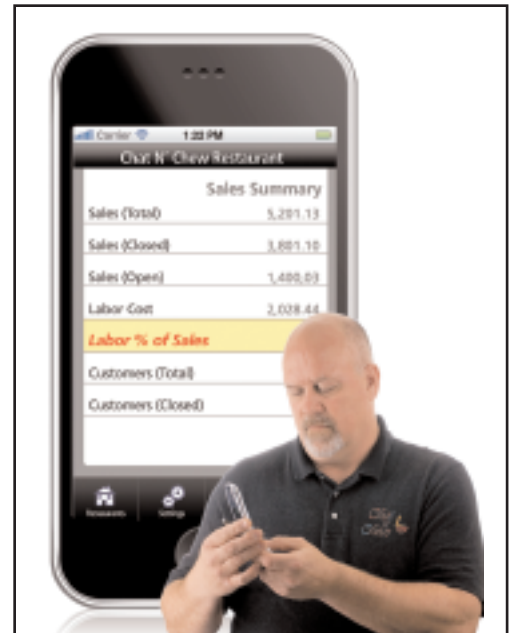 Carrier 1:22 PM
Chat N' Chew Restaurant
Sales Summary
Sales (Total) 5,201.13
Sales (Closed) 3,801.10
Sales (Open) 1,400.03
Labor Cost 2,028.44
Labor % of Sales
Customers (Total)
Customers (Closed)
Restaurants Settings
Chat N' Chew